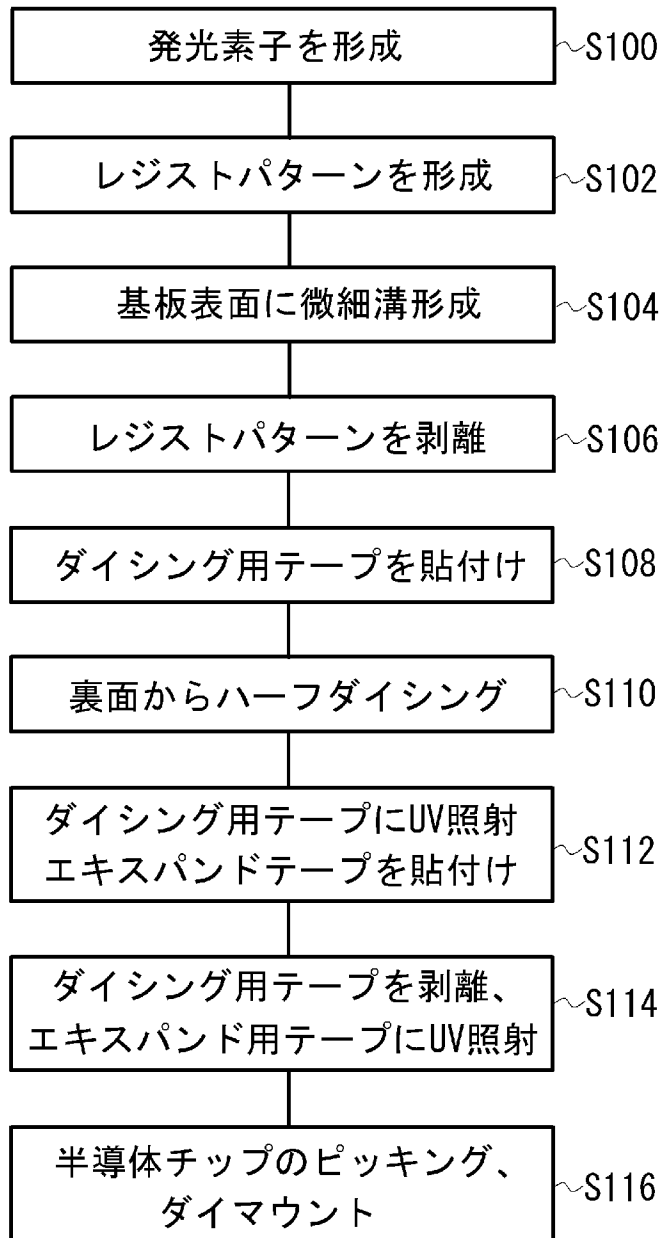 発光素子を形成
S100
レジストパターンを形成
S102
基板表面に微細溝形成
S104
レジストパターンを剥離
S106
ダイシング用テープを貼付け
S108
裏面からハーフダイシング
S110
ダイシング用テープにUV照射
エキスパンドテープを貼付け
S112
ダイシング用テープを剥離、
エキスパンド用テープにUV照射
S114
半導体チップのピッキング、
ダイマウント
S116